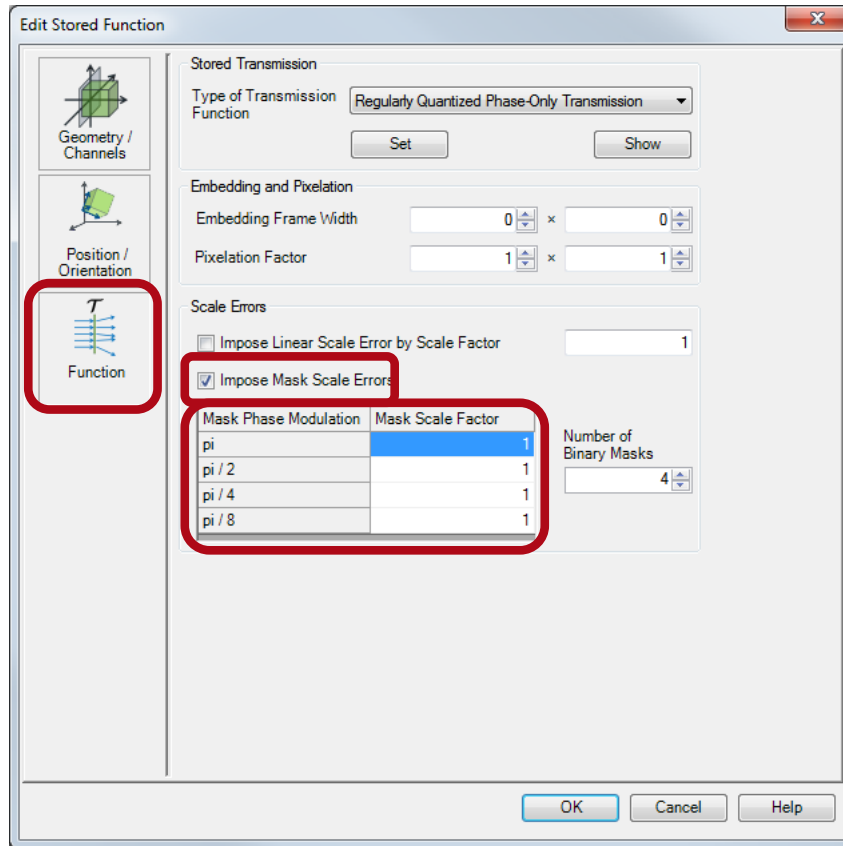 Edit Stored Function
x
Geometry /
Channels
Position /
Orientation
T
Function
Stored Transmission
Type of Transmission
Function
Regularly Quantized Phase-Only Transmission
Set
Show
Embedding and Pixelation
Embedding Frame Width
0 × 0
Pixelation Factor
1 × 1
Scale Errors
Impose Linear Scale Error by Scale Factor 1
Impose Mask Scale Errors
Mask Phase Modulation Mask Scale Factor
pi 1
pi / 2 1
pi / 4 1
pi / 8 1
Number of
Binary Masks
4
OK Cancel Help